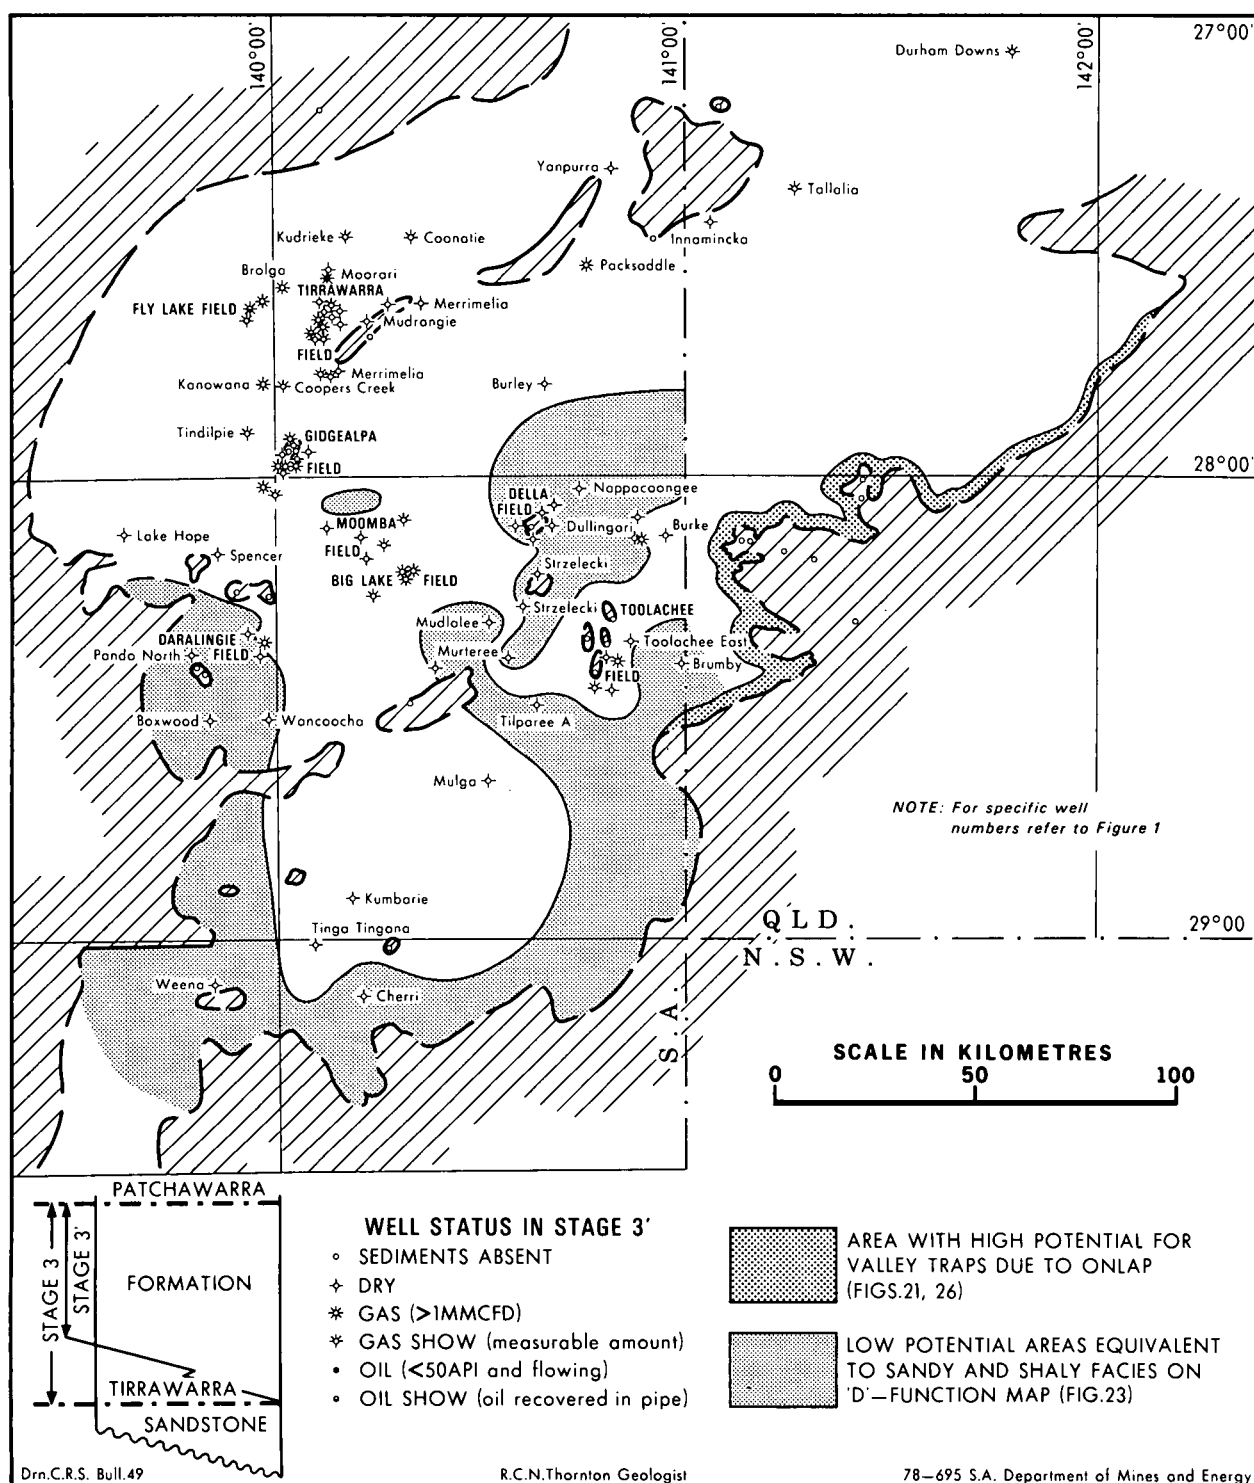 140°00'
141°00'
142°00'
27°00'
Durham Downs
Yanpurra
Tallalia
Kudrieke
Coonatie
Innamincka
Packsaddle
Brolga
Moorari
TIRRAWARRA
FLY LAKE FIELD
Merrimelia
Mudrangie
FIELD
Merrimelia
Kanowana
Coopers Creek
Burley
Tindilpie
GIDGEALPA
FIELD
28°00'
Nappacoongee
DELLA
FIELD
MOOMBA
Dullingari
Burke
Lake Hope
FIELD
Spencer
Strzelecki
BIG LAKE
FIELD
Strzelecki
TOOLACHEE
Mudlalee
DARALINGIE
Toolachee East
Pando North
FIELD
Murteree
Brumby
FIELD
Boxwood
Wancoocha
Tilparee A
Mulga
NOTE: For specific well
numbers refer to Figure 1
Kumbarie
QLD.
Tinga Tingana
29°00
N.S.W.
Weena
Cherri
S.A.
SCALE IN KILOMETRES
0 50 100
PATCHAWARRA
STAGE 3
STAGE 3'
FORMATION
TIRRAWARRA
SANDSTONE
WELL STATUS IN STAGE 3'
SEDIMENTS ABSENT
DRY
GAS (>1MMCFD)
GAS SHOW (measurable amount)
OIL (<50API and flowing)
OIL SHOW (oil recovered in pipe)
AREA WITH HIGH POTENTIAL FOR
VALLEY TRAPS DUE TO ONLAP
(FIGS.21, 26)
LOW POTENTIAL AREAS EQUIVALENT
TO SANDY AND SHALY FACIES ON
'D'—FUNCTION MAP (FIG.23)
Drn.C.R.S. Bull.49
R.C.N.Thornton Geologist
78—695 S.A. Department of Mines and Energy